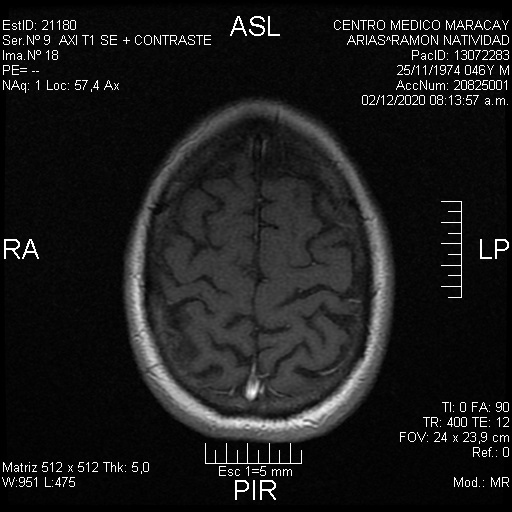 EstID: 21180
Ser.Nº 9 AXI T1 SE + CONTRASTE
Ima.Nº 18
PE= --
NAq: 1 Loc: 57,4 Ax
ASL
CENTRO MEDICO MARACAY
ARIAS^RAMON NATIVIDAD
PacID: 13072283
25/11/1974 046Y M
AccNum: 20825001
02/12/2020 08:13:57 a.m.
RA
LP
TI: 0 FA: 90
TR: 400 TE: 12
FOV: 24 x 23,9 cm
Ref.: 0
Matriz 512 x 512 Thk: 5,0
W:951 L:475
Esc 1=5 mm
PIR
Mod.: MR